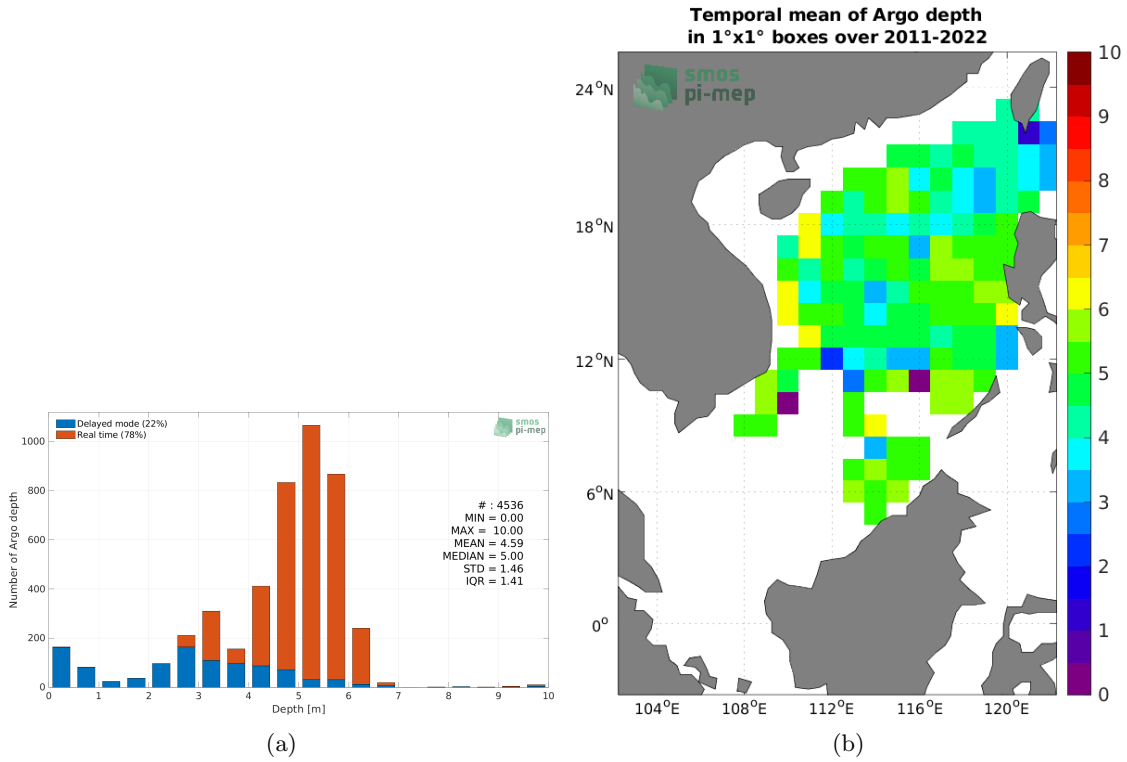 Temporal mean of Argo depth
in 1°x1° boxes over 2011-2022
smos
pi-mep
24°N
18°N
12°N
6°N
0°
104°E
108°E
112°E
116°E
120°E
10
9
8
7
6
5
4
3
2
1
0
Delayed mode (22%)
Real time (78%)
smos
pi-mep
# : 4536
MIN = 0.00
MAX = 10.00
MEAN = 4.59
MEDIAN = 5.00
STD = 1.46
IQR = 1.41
Number of Argo depth
1000
800
600
400
200
0
0
1
2
3
4
5
6
7
8
9
10
Depth [m]
(a)
(b)